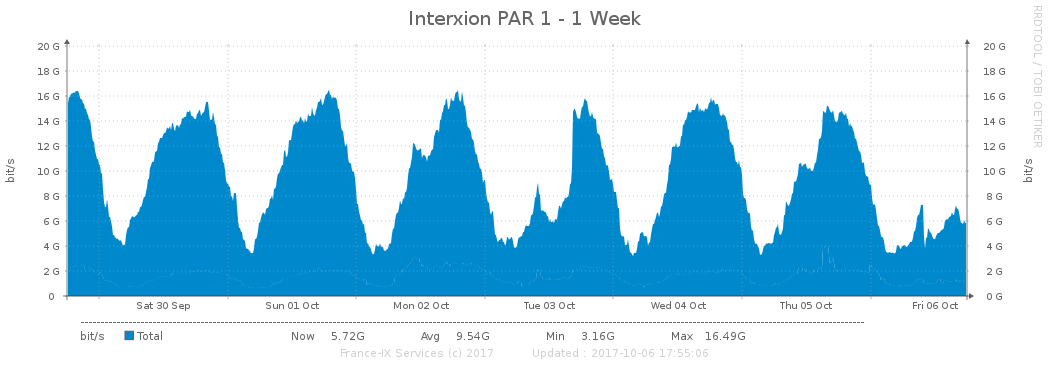 Interxion PAR 1 - 1 Week
RRDTOOL / TOBI OETIKER
20 G 20 G
18 G 18 G
16 G 16 G
14 G 14 G
12 G 12 G
10 G 10 G
8 G 8 G
6 G 6 G
4 G 4 G
2 G 2 G
0 0 G
bit/s
bit/s
Sat 30 Sep Sun 01 Oct Mon 02 Oct Tue 03 Oct Wed 04 Oct Thu 05 Oct Fri 06 Oct
bit/s Total Now 5.72G Avg 9.54G Min 3.16G Max 16.49G
France-IX Services (c) 2017 Updated : 2017-10-06 17:55:06